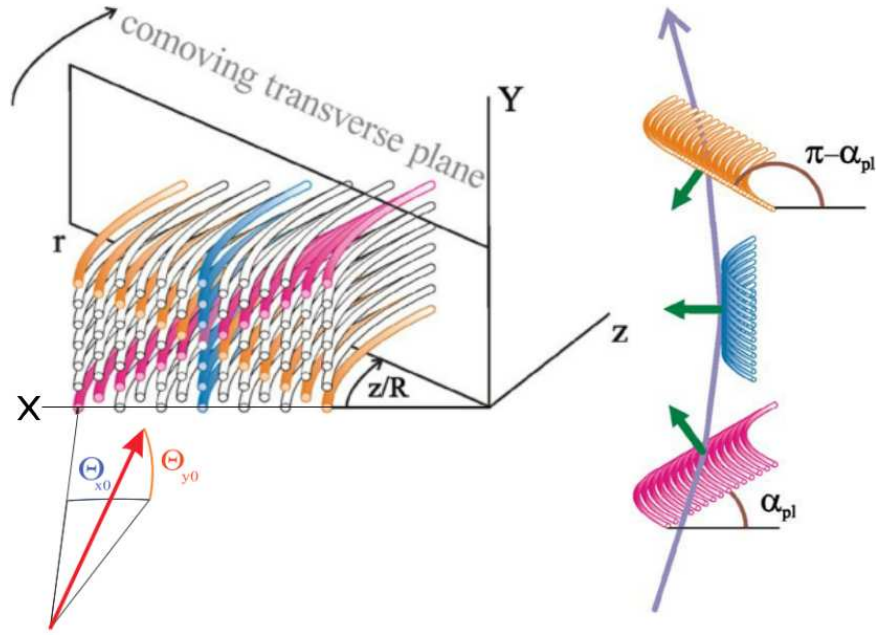 comoving transverse plane
Y
r
z
X
z/R
Θx0
Θy0
π−αpl
αpl